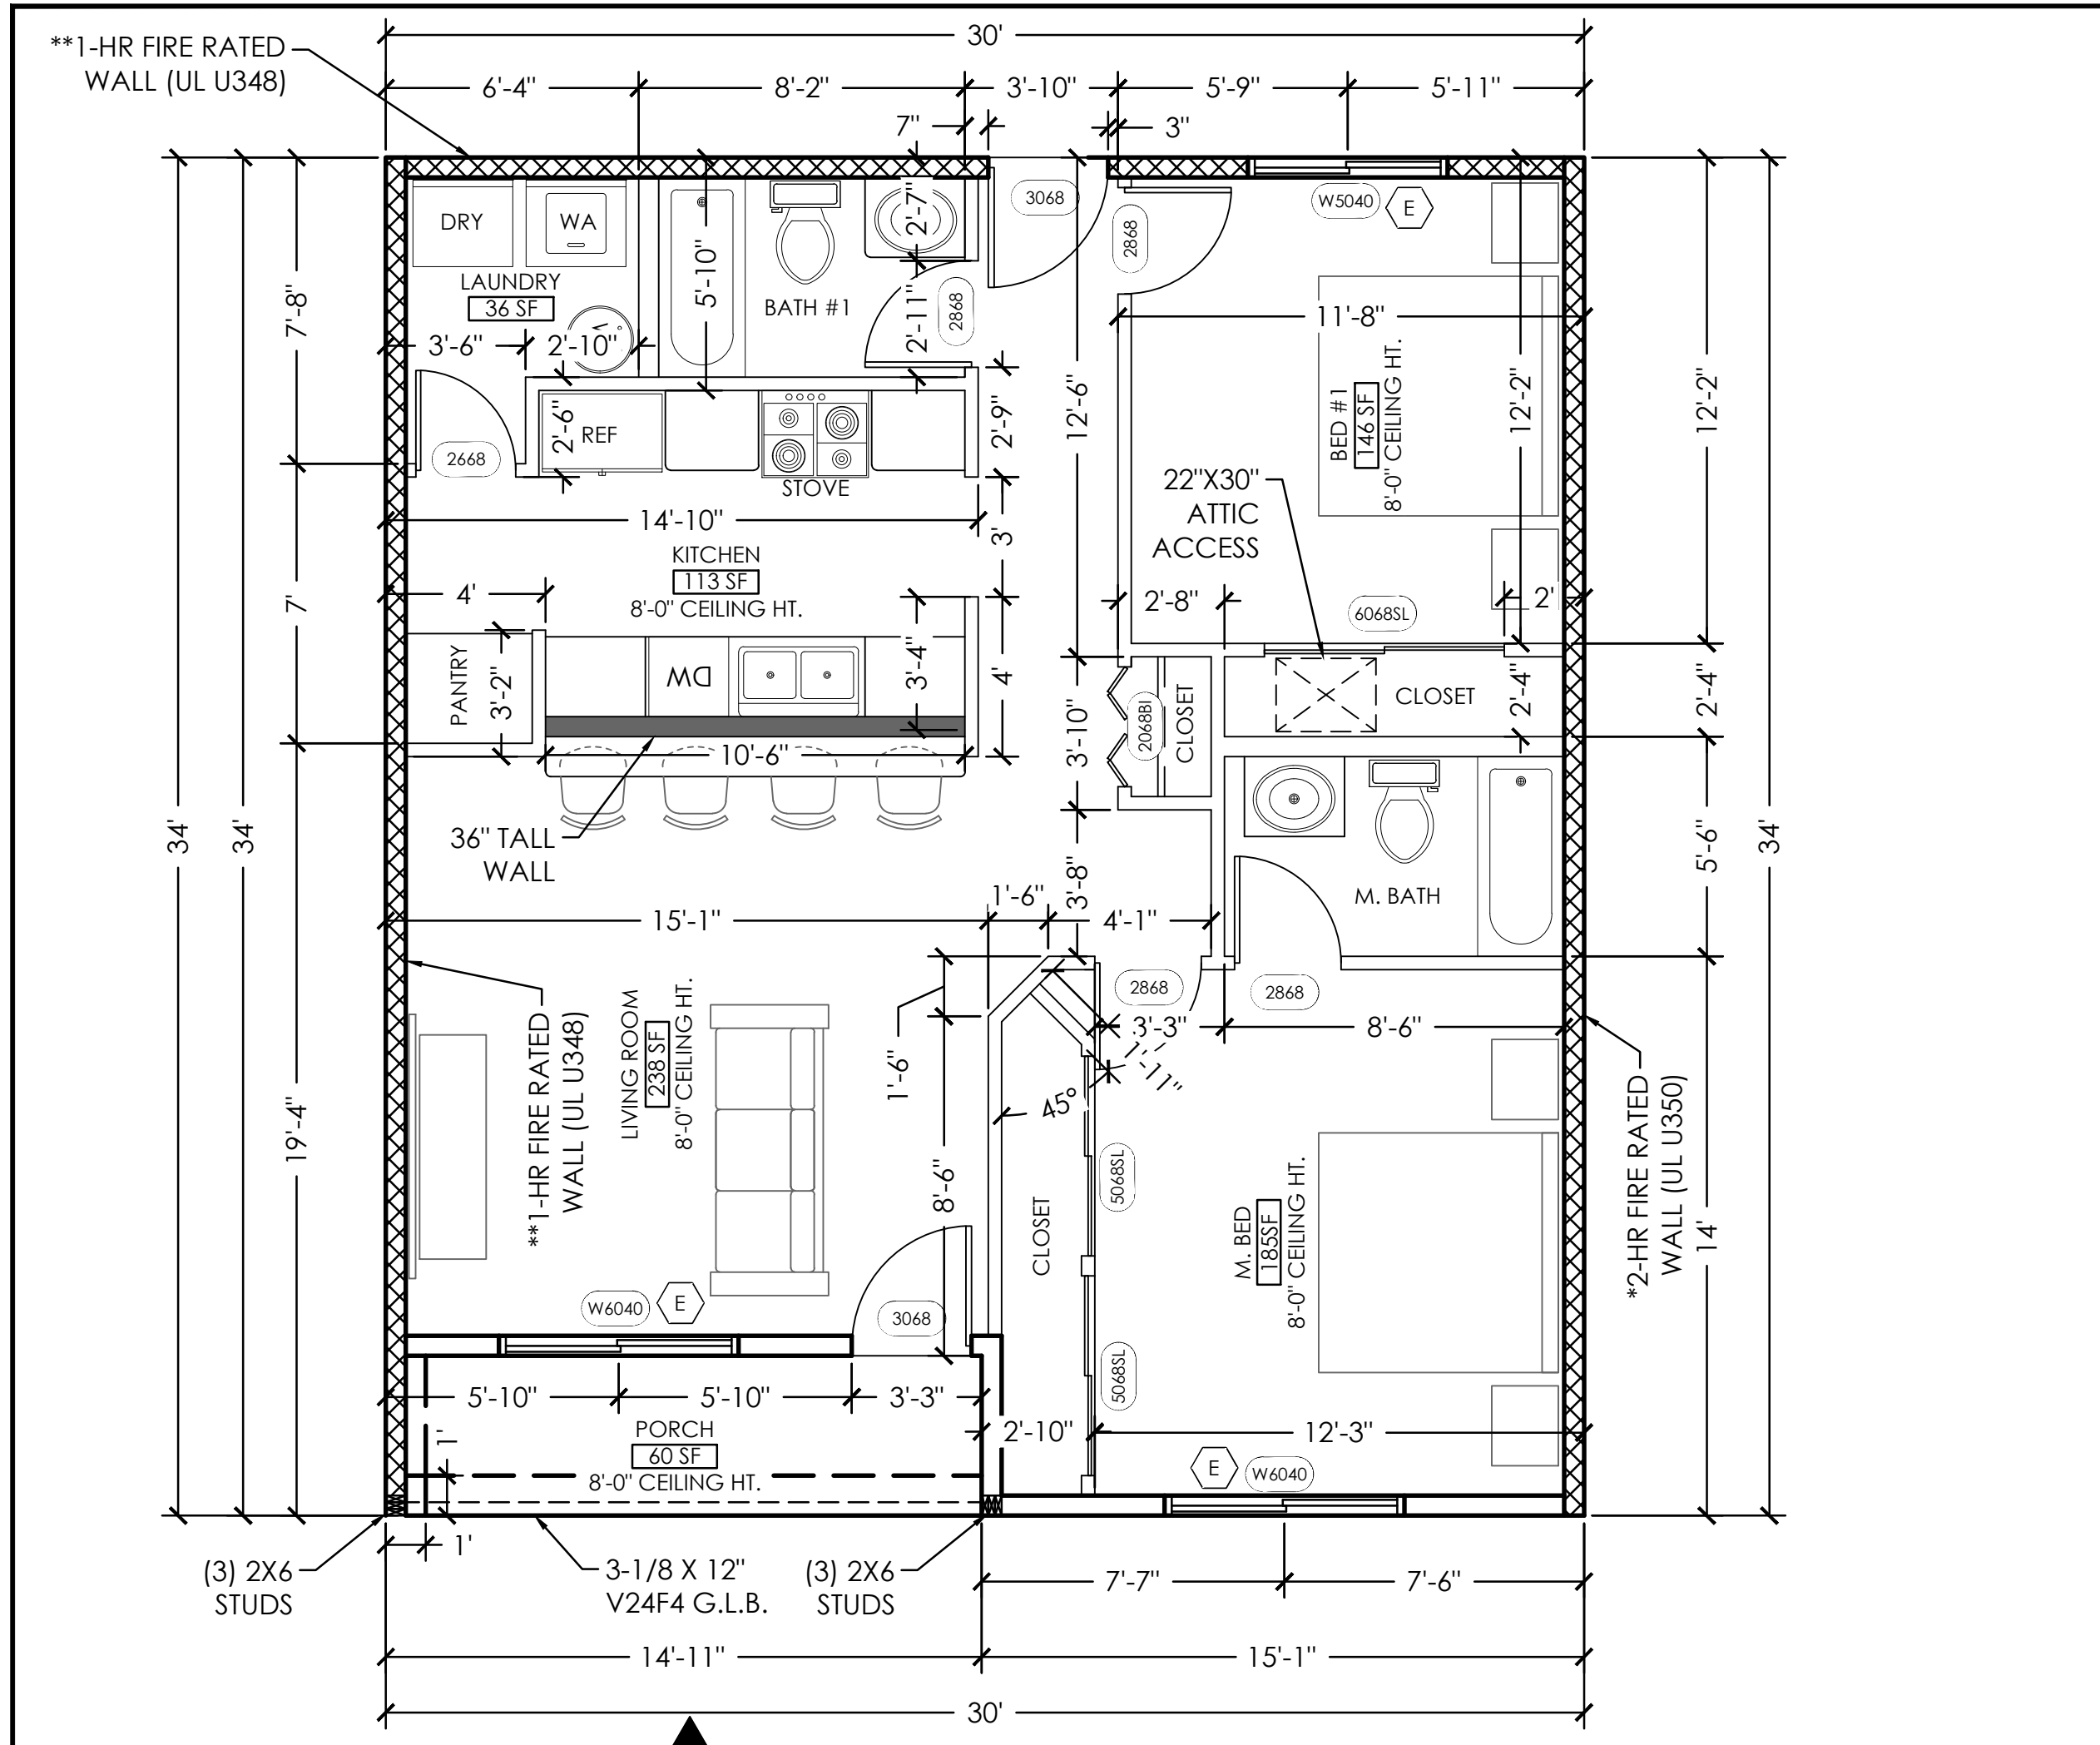 30'
**1-HR FIRE RATED
WALL (UL U348)
6'-4"
8'-2"
3'-10"
5'-9"
5'-11"
7"
3"
DRY
WA
LAUNDRY
36 SF
3'-6"
2'-10"
2668
5'-10"
BATH #1
2'-7"
2'-11"
2868
3068
2868
W5040
E
11'-8"
BED #1
146 SF
8'-0" CEILING HT.
12'-2"
12'-2"
7'-8"
2'-6"
REF
STOVE
2'-9"
12'-6"
14'-10"
3'
KITCHEN
113 SF
8'-0" CEILING HT.
22"X30"
ATTIC
ACCESS
4'
2'-8"
6068SL
2'
7'
PANTRY
3'-2"
DW
3'-4"
4'
10'-6"
3'-10"
2068BI
CLOSET
CLOSET
2'-4"
2'-4"
36" TALL
WALL
34'
34'
34'
3'-8"
5'-6"
M. BATH
15'-1"
1'-6"
4'-1"
2868
2868
3'-3"
8'-6"
1'-11"
45°
1'-6"
8'-6"
19'-4"
**1-HR FIRE RATED
WALL (UL U348)
LIVING ROOM
238 SF
8'-0" CEILING HT.
CLOSET
5068SL
5068SL
M. BED
185SF
8'-0" CEILING HT.
*2-HR FIRE RATED
WALL (UL U350)
14'
W6040
E
3068
5'-10"
5'-10"
3'-3"
2'-10"
12'-3"
PORCH
60 SF
8'-0" CEILING HT.
1'
E
W6040
1'
(3) 2X6
STUDS
3-1/8 X 12"
V24F4 G.L.B.
(3) 2X6
STUDS
7'-7"
7'-6"
14'-11"
15'-1"
30'